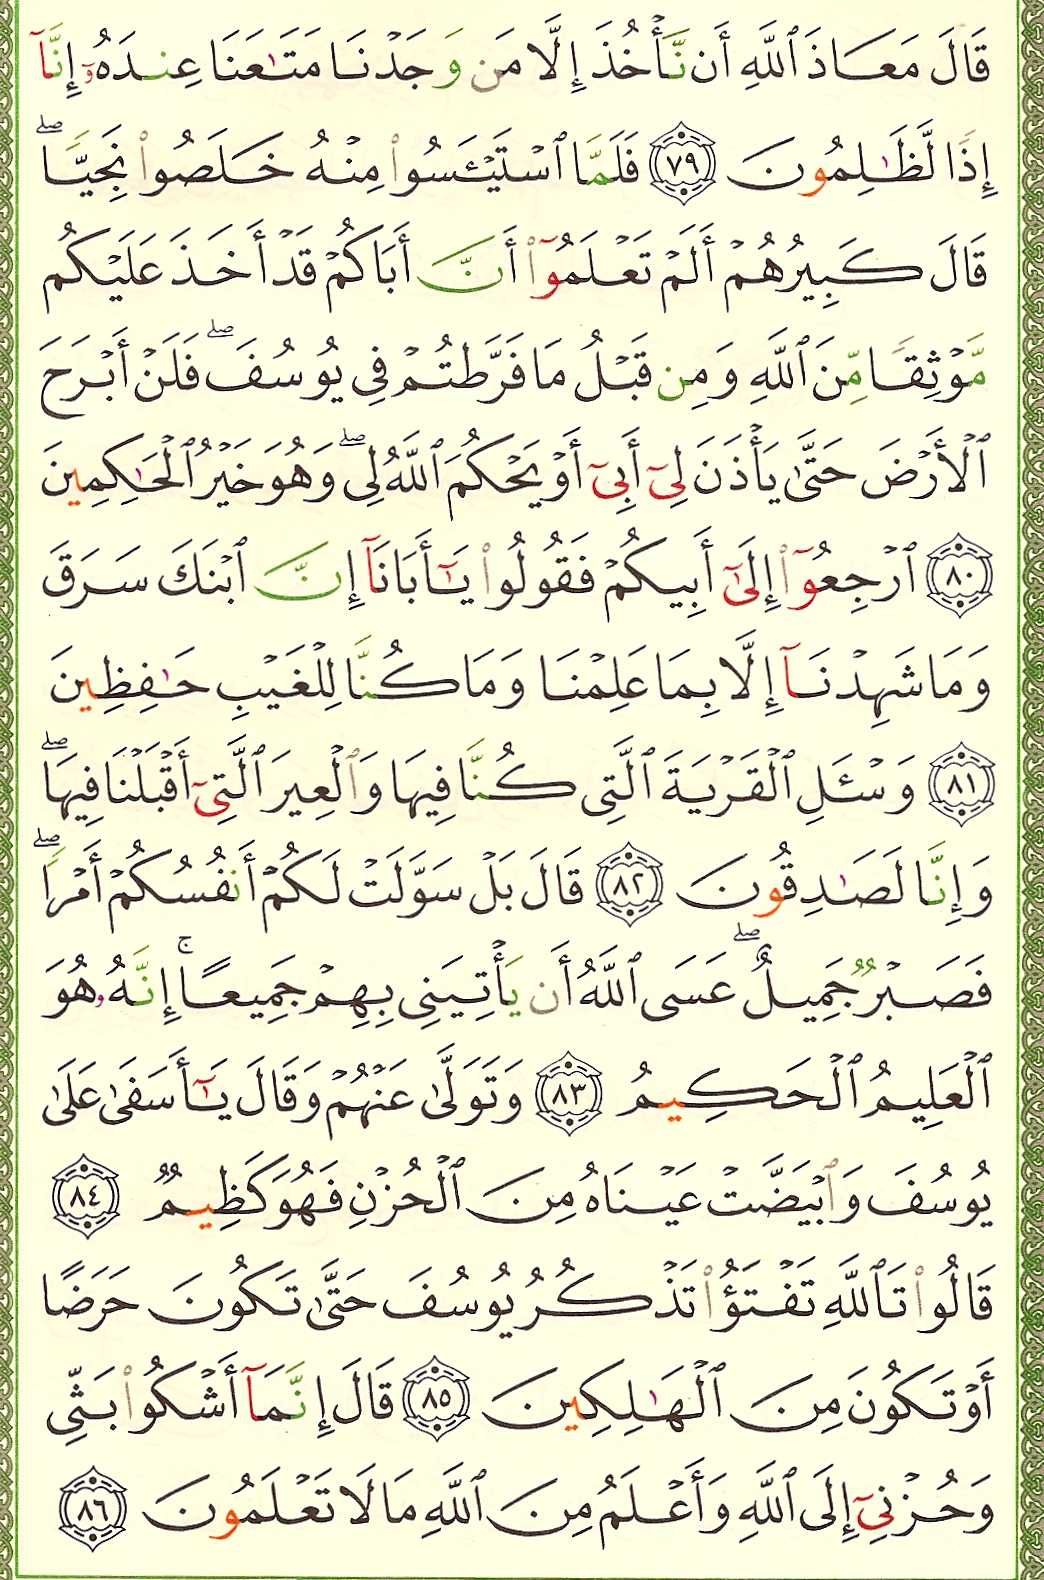 قَالَ مَعَاذَ ٱللَّهِ أَن نَّأْخُذَ إِلَّا مَن وَجَدْنَا مَتَـٰعَنَا عِندَهُۥٓ إِنَّآ
إِذًا لَّظَـٰلِمُونَ ٧٩ فَلَمَّا ٱسْتَيْـَٔسُوا۟ مِنْهُ خَلَصُوا۟ نَجِيًّا ۖ
قَالَ كَبِيرُهُمْ أَلَمْ تَعْلَمُوٓا۟ أَنَّ أَبَاكُمْ قَدْ أَخَذَ عَلَيْكُم
مَّوْثِقًا مِّنَ ٱللَّهِ وَمِن قَبْلُ مَا فَرَّطتُمْ فِى يُوسُفَ ۖ فَلَنْ أَبْرَحَ
ٱلْأَرْضَ حَتَّىٰ يَأْذَنَ لِىٓ أَبِىٓ أَوْ يَحْكُمَ ٱللَّهُ لِى ۖ وَهُوَ خَيْرُ ٱلْحَـٰكِمِينَ
٨٠ ٱرْجِعُوٓا۟ إِلَىٰٓ أَبِيكُمْ فَقُولُوا۟ يَـٰٓأَبَانَآ إِنَّ ٱبْنَكَ سَرَقَ
وَمَا شَهِدْنَآ إِلَّا بِمَا عَلِمْنَا وَمَا كُنَّا لِلْغَيْبِ حَـٰفِظِينَ
٨١ وَسْـَٔلِ ٱلْقَرْيَةَ ٱلَّتِى كُنَّا فِيهَا وَٱلْعِيرَ ٱلَّتِىٓ أَقْبَلْنَا فِيهَا ۖ
وَإِنَّا لَصَـٰدِقُونَ ٨٢ قَالَ بَلْ سَوَّلَتْ لَكُمْ أَنفُسُكُمْ أَمْرًا ۖ
فَصَبْرٌ جَمِيلٌ ۖ عَسَى ٱللَّهُ أَن يَأْتِيَنِى بِهِمْ جَمِيعًا ۚ إِنَّهُۥ هُوَ
ٱلْعَلِيمُ ٱلْحَكِيمُ ٨٣ وَتَوَلَّىٰ عَنْهُمْ وَقَالَ يَـٰٓأَسَفَىٰ عَلَىٰ
يُوسُفَ وَٱبْيَضَّتْ عَيْنَاهُ مِنَ ٱلْحُزْنِ فَهُوَ كَظِيمٌ ٨٤
قَالُوا۟ تَٱللَّهِ تَفْتَؤُا۟ تَذْكُرُ يُوسُفَ حَتَّىٰ تَكُونَ حَرَضًا
أَوْ تَكُونَ مِنَ ٱلْهَـٰلِكِينَ ٨٥ قَالَ إِنَّمَآ أَشْكُوا۟ بَثِّى
وَحُزْنِىٓ إِلَى ٱللَّهِ وَأَعْلَمُ مِنَ ٱللَّهِ مَا لَا تَعْلَمُونَ ٨٦